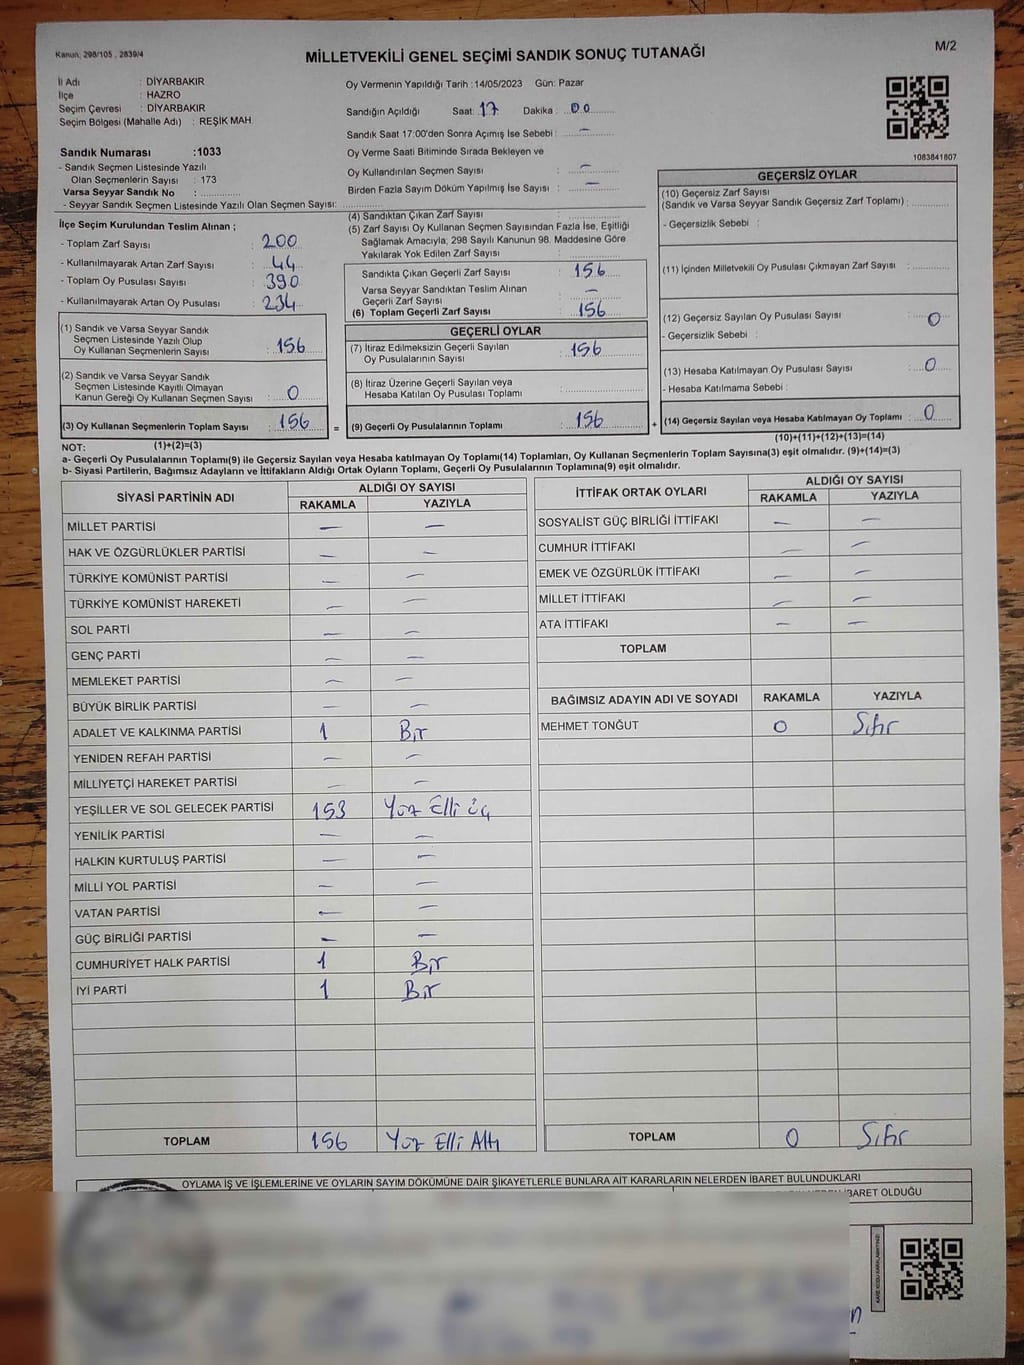 Kanun, 298/105 , 2839/4
MİLLETVEKİLİ GENEL SEÇİMİ SANDIK SONUÇ TUTANAĞI
M/2
İl Adı : DİYARBAKIR
İlçe : HAZRO
Seçim Çevresi : DİYARBAKIR
Seçim Bölgesi (Mahalle Adı) : REŞİK MAH.
Sandık Numarası :1033
- Sandık Seçmen Listesinde Yazılı
Olan Seçmenlerin Sayısı : 173
Varsa Seyyar Sandık No :
- Seyyar Sandık Seçmen Listesinde Yazılı Olan Seçmen Sayısı:
Oy Vermenin Yapıldığı Tarih :14/05/2023 Gün: Pazar
Sandığın Açıldığı Saat: 17 Dakika : 00
Sandık Saat 17:00'den Sonra Açımış İse Sebebi : —
Oy Verme Saati Bitiminde Sırada Bekleyen ve
Oy Kullandırılan Seçmen Sayısı : —
Birden Fazla Sayım Döküm Yapılmış İse Sayısı : —
1083841807
İlçe Seçim Kurulundan Teslim Alınan ;
- Toplam Zarf Sayısı : 200
- Kullanılmayarak Artan Zarf Sayısı : 44
- Toplam Oy Pusulası Sayısı : 390
- Kullanılmayarak Artan Oy Pusulası : 234
(4) Sandıktan Çıkan Zarf Sayısı :
(5) Zarf Sayısı Oy Kullanan Seçmen Sayısından Fazla İse, Eşitliği
Sağlamak Amacıyla, 298 Sayılı Kanunun 98. Maddesine Göre
Yakılarak Yok Edilen Zarf Sayısı :
Sandıkta Çıkan Geçerli Zarf Sayısı : 156
Varsa Seyyar Sandıktan Teslim Alınan
Geçerli Zarf Sayısı : —
(6) Toplam Geçerli Zarf Sayısı : 156
GEÇERSİZ OYLAR
(10) Geçersiz Zarf Sayısı
(Sandık ve Varsa Seyyar Sandık Geçersiz Zarf Toplamı) :
- Geçersizlik Sebebi :
(11) İçinden Milletvekili Oy Pusulası Çıkmayan Zarf Sayısı :
(12) Geçersiz Sayılan Oy Pusulası Sayısı : 0
- Geçersizlik Sebebi :
(13) Hesaba Katılmayan Oy Pusulası Sayısı : 0
- Hesaba Katılmama Sebebi :
(14) Geçersiz Sayılan veya Hesaba Katılmayan Oy Toplamı : 0
(10)+(11)+(12)+(13)=(14)
(1) Sandık ve Varsa Seyyar Sandık
Seçmen Listesinde Yazılı Olup
Oy Kullanan Seçmenlerin Sayısı : 156
(2) Sandık ve Varsa Seyyar Sandık
Seçmen Listesinde Kayıtlı Olmayan
Kanun Gereği Oy Kullanan Seçmen Sayısı : 0
(3) Oy Kullanan Seçmenlerin Toplam Sayısı : 156 =
(1)+(2)=(3)
GEÇERLİ OYLAR
(7) İtiraz Edilmeksizin Geçerli Sayılan
Oy Pusulalarının Sayısı : 156
(8) İtiraz Üzerine Geçerli Sayılan veya
Hesaba Katılan Oy Pusulası Toplamı :
(9) Geçerli Oy Pusulalarının Toplamı : 156 +
NOT:
a- Geçerli Oy Pusulalarının Toplamı(9) ile Geçersiz Sayılan veya Hesaba katılmayan Oy Toplamı(14) Toplamları, Oy Kullanan Seçmenlerin Toplam Sayısına(3) eşit olmalıdır. (9)+(14)=(3)
b- Siyasi Partilerin, Bağımsız Adayların ve İttifakların Aldığı Ortak Oyların Toplamı, Geçerli Oy Pusulalarının Toplamına(9) eşit olmalıdır.
SİYASİ PARTİNİN ADI ALDIĞI OY SAYISI
RAKAMLA YAZIYLA
MİLLET PARTİSİ — —
HAK VE ÖZGÜRLÜKLER PARTİSİ — —
TÜRKİYE KOMÜNİST PARTİSİ — —
TÜRKİYE KOMÜNİST HAREKETİ — —
SOL PARTİ — —
GENÇ PARTİ — —
MEMLEKET PARTİSİ — —
BÜYÜK BİRLİK PARTİSİ — —
ADALET VE KALKINMA PARTİSİ 1 Bir
YENİDEN REFAH PARTİSİ — —
MİLLİYETÇİ HAREKET PARTİSİ — —
YEŞİLLER VE SOL GELECEK PARTİSİ 153 Yüz Elli üç
YENİLİK PARTİSİ — —
HALKIN KURTULUŞ PARTİSİ — —
MİLLİ YOL PARTİSİ — —
VATAN PARTİSİ — —
GÜÇ BİRLİĞİ PARTİSİ — —
CUMHURİYET HALK PARTİSİ 1 Bir
İYİ PARTİ 1 Bir
TOPLAM 156 Yüz Elli Altı
İTTİFAK ORTAK OYLARI ALDIĞI OY SAYISI
RAKAMLA YAZIYLA
SOSYALİST GÜÇ BİRLİĞİ İTTİFAKI — —
CUMHUR İTTİFAKI — —
EMEK VE ÖZGÜRLÜK İTTİFAKI — —
MİLLET İTTİFAKI — —
ATA İTTİFAKI — —
TOPLAM
BAĞIMSIZ ADAYIN ADI VE SOYADI RAKAMLA YAZIYLA
MEHMET TONĞUT 0 Sıfır
TOPLAM 0 Sıfır
OYLAMA İŞ VE İŞLEMLERİNE VE OYLARIN SAYIM DÖKÜMÜNE DAİR ŞİKAYETLERLE BUNLARA AİT KARARLARIN NELERDEN İBARET BULUNDUKLARI
İBARET OLDUĞU